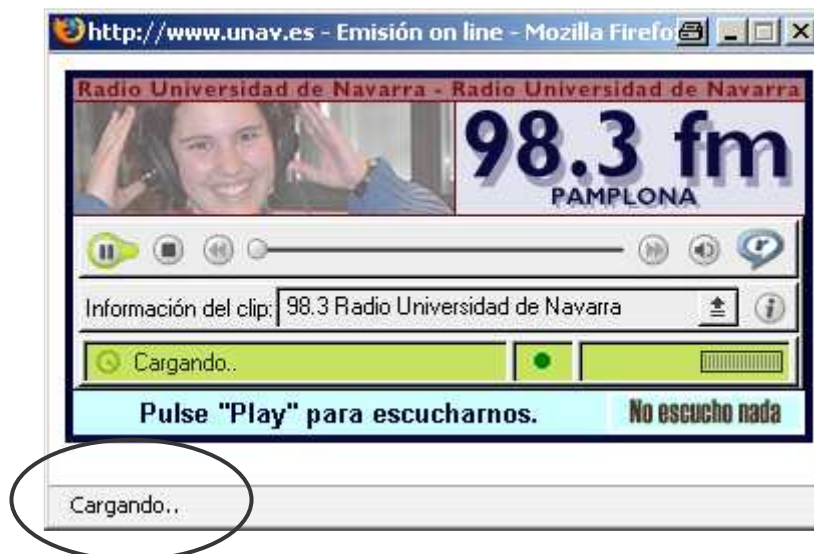 http://www.unav.es - Emisión on line - Mozilla Firefo
Radio Universidad de Navarra - Radio Universidad de Navarra
98.3 fm
PAMPLONA
Información del clip: 98.3 Radio Universidad de Navarra
Cargando..
Pulse "Play" para escucharnos. No escucho nada
Cargando..